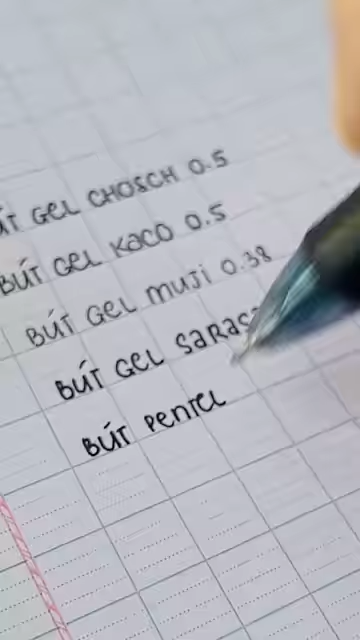 BÚT GEL CHOSCH 0.5
BÚT GEL KACO 0.5
BÚT GEL MUJI 0.38
BÚT GEL SARAS
BÚT PENTEL